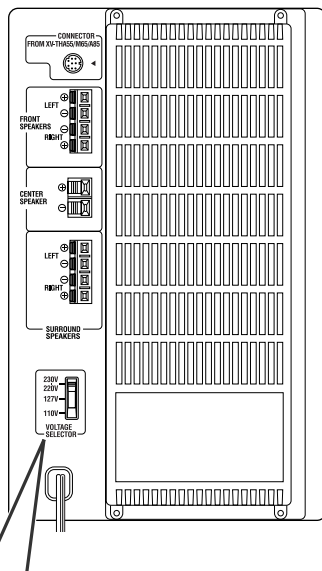 CONNECTOR
FROM XV-THA55/M65/A85
LEFT
FRONT
SPEAKERS
RIGHT
CENTER
SPEAKER
LEFT
RIGHT
SURROUND
SPEAKERS
230V
220V
127V
110V
VOLTAGE
SELECTOR